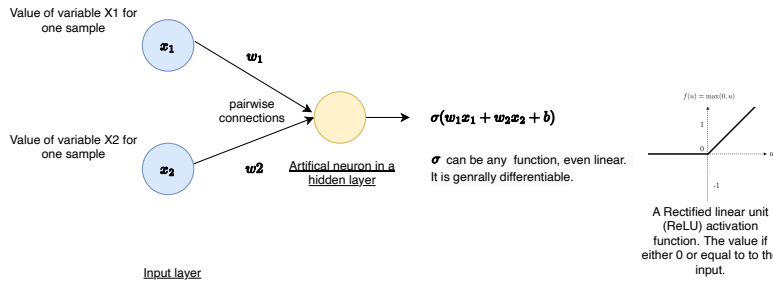 Value of variable X1 for
one sample
x₁
w₁
pairwise
connections
σ(w₁x₁ + w₂x₂ + b)
Value of variable X2 for
one sample
x₂
w2
Artifical neuron in a
hidden layer
σ can be any function, even linear.
It is genrally differentiable.
f(u) = max(0, u)
1
0
u
-1
A Rectified linear unit
(ReLU) activation
function. The value if
either 0 or equal to to th
input.
Input layer